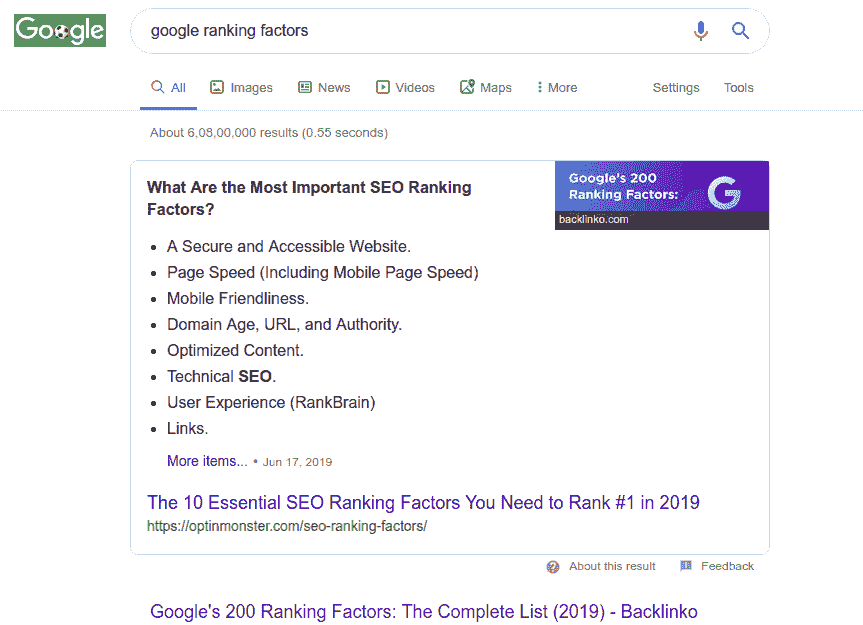 Google
google ranking factors
All Images News Videos Maps More Settings Tools
About 6,08,00,000 results (0.55 seconds)
What Are the Most Important SEO Ranking
Factors?
Google's 200
Ranking Factors:
G
backlinko.com
A Secure and Accessible Website.
Page Speed (Including Mobile Page Speed)
Mobile Friendliness.
Domain Age, URL, and Authority.
Optimized Content.
Technical SEO.
User Experience (RankBrain)
Links.
More items... • Jun 17, 2019
The 10 Essential SEO Ranking Factors You Need to Rank #1 in 2019
https://optinmonster.com/seo-ranking-factors/
About this result Feedback
Google's 200 Ranking Factors: The Complete List (2019) - Backlinko